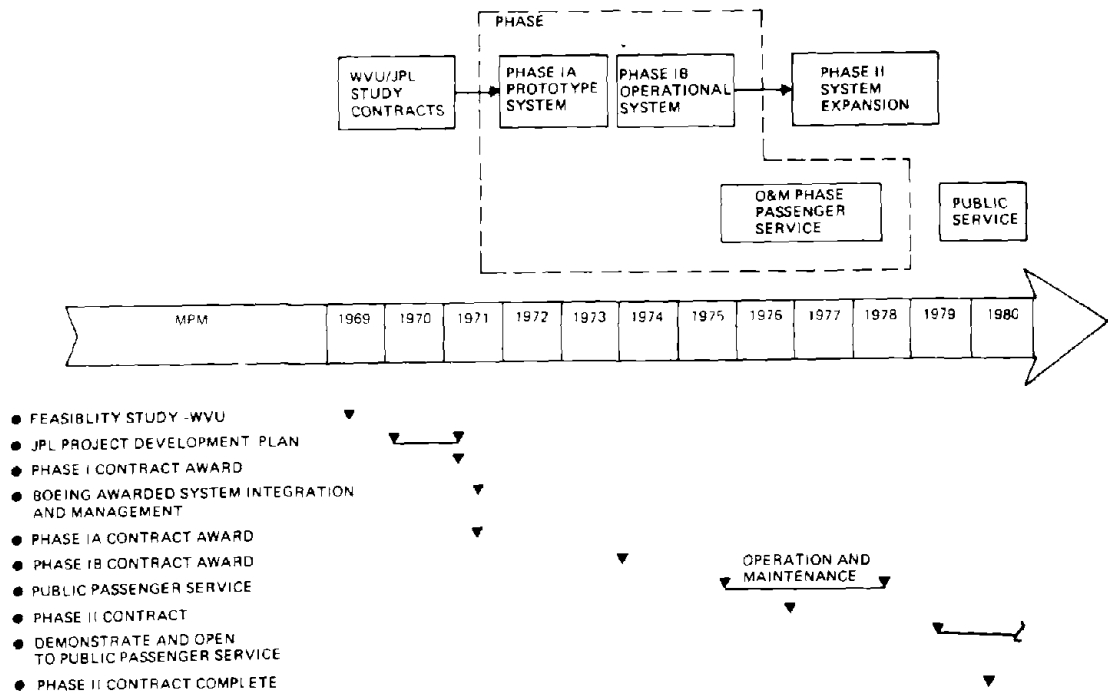 PHASE
WVU/JPL
STUDY
CONTRACTS
PHASE IA
PROTOTYPE
SYSTEM
PHASE IB
OPERATIONAL
SYSTEM
PHASE II
SYSTEM
EXPANSION
O&M PHASE
PASSENGER
SERVICE
PUBLIC
SERVICE
MPM 1969 1970 1971 1972 1973 1974 1975 1976 1977 1978 1979 1980
● FEASIBLITY STUDY -WVU
● JPL PROJECT DEVELOPMENT PLAN
● PHASE I CONTRACT AWARD
● BOEING AWARDED SYSTEM INTEGRATION
AND MANAGEMENT
● PHASE IA CONTRACT AWARD
● PHASE IB CONTRACT AWARD
OPERATION AND
MAINTENANCE
● PUBLIC PASSENGER SERVICE
● PHASE II CONTRACT
● DEMONSTRATE AND OPEN
TO PUBLIC PASSENGER SERVICE
● PHASE II CONTRACT COMPLETE